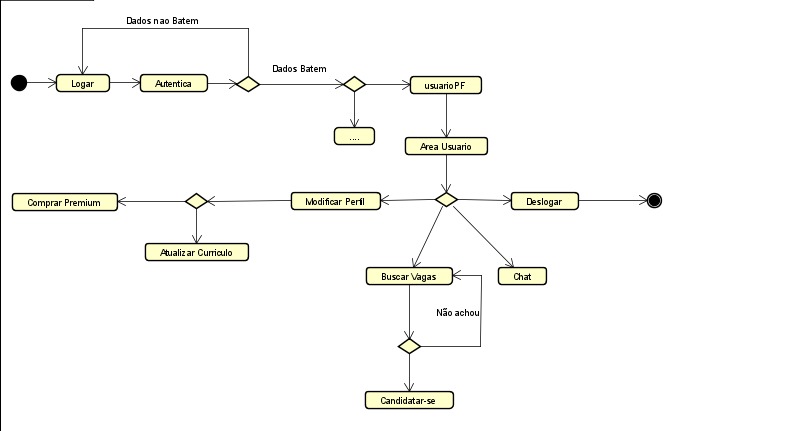 Dados nao Batem
Logar
Autentica
Dados Batem
usuarioPF
....
Area Usuario
Comprar Premium
Modificar Perfil
Deslogar
Atualizar Curriculo
Buscar Vagas
Chat
Não achou
Candidatar-se